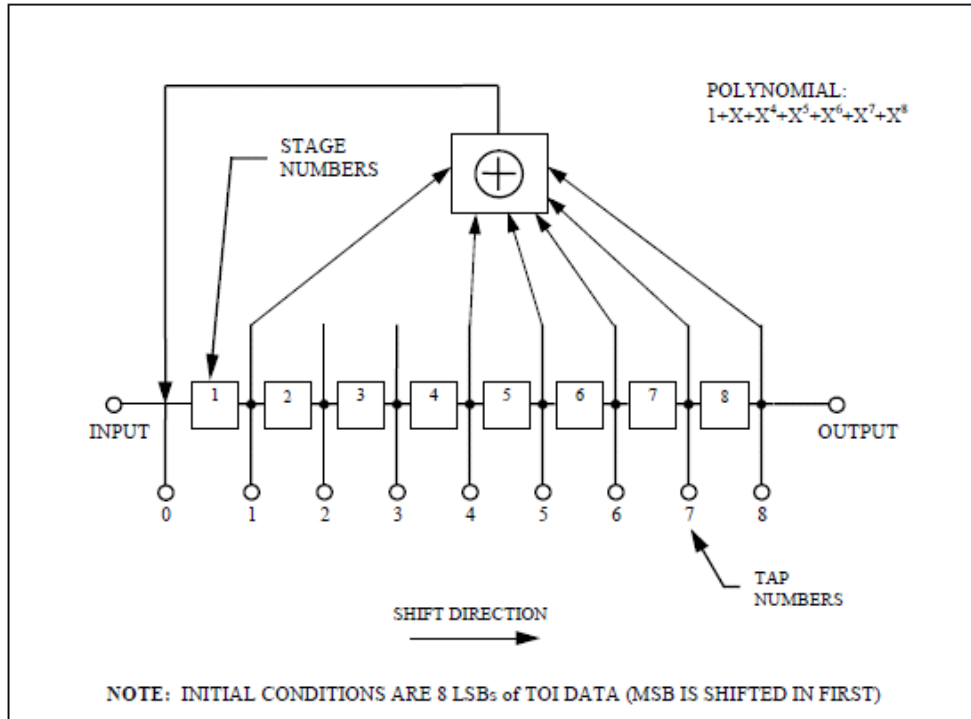 POLYNOMIAL:
1+X+X⁴+X⁵+X⁶+X⁷+X⁸
STAGE
NUMBERS
1 2 3 4 5 6 7 8
INPUT
OUTPUT
0 1 2 3 4 5 6 7 8
TAP
NUMBERS
SHIFT DIRECTION
NOTE: INITIAL CONDITIONS ARE 8 LSBs of TOI DATA (MSB IS SHIFTED IN FIRST)